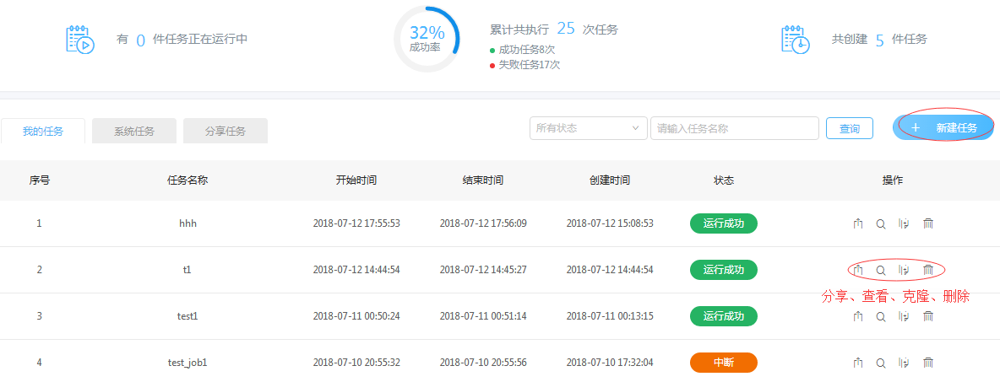 有 0 件任务正在运行中
32%
成功率
累计共执行 25 次任务
成功任务8次
失败任务17次
共创建 5 件任务
我的任务 系统任务 分享任务 所有状态 请输入任务名称 查询 + 新建任务
序号 任务名称 开始时间 结束时间 创建时间 状态 操作
1 hhh 2018-07-12 17:55:53 2018-07-12 17:56:09 2018-07-12 15:08:53 运行成功
2 t1 2018-07-12 14:44:54 2018-07-12 14:45:27 2018-07-12 14:44:54 运行成功
分享、查看、克隆、删除
3 test1 2018-07-11 00:50:24 2018-07-11 00:51:14 2018-07-11 00:13:15 运行成功
4 test_job1 2018-07-10 20:55:32 2018-07-10 20:55:56 2018-07-10 17:32:04 中断